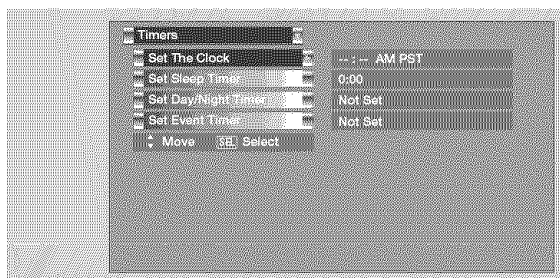 Timers
Set The Clock -- : -- AM PST
Set Sleep Timer 0:00
Set Day/Night Timer Not Set
Set Event Timer Not Set
Move SEL Select